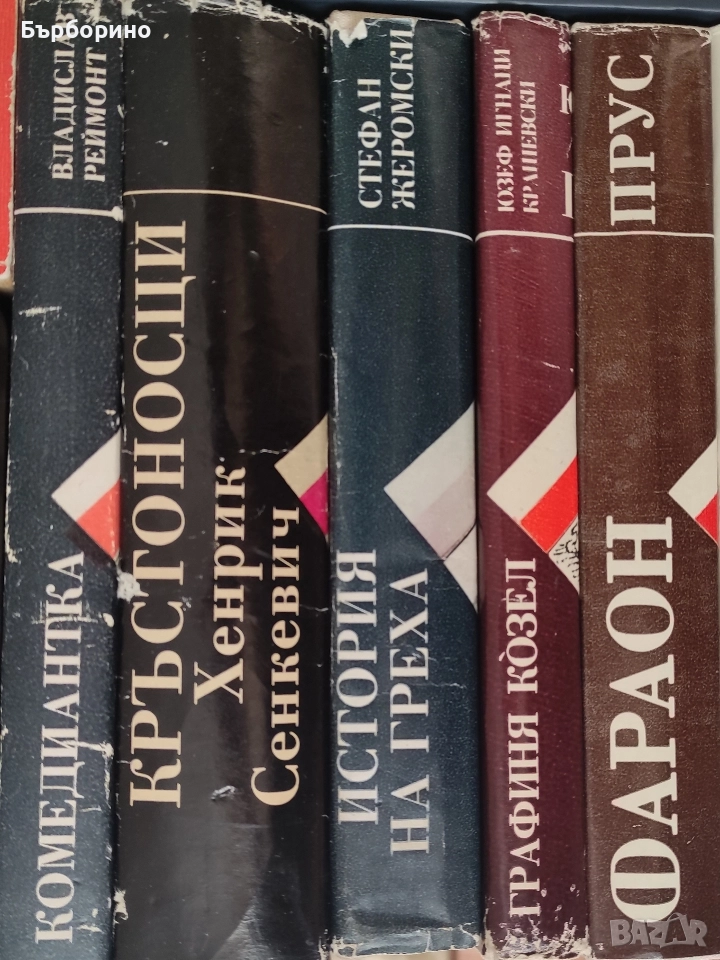 Бърборино
ВЛАДИСЛАВ
РЕЙМОНТ
КОМЕДИАНТКА
КРЪСТОНОСЦИ
Хенрик
Сенкевич
СТЕФАН
ЖЕРОМСКИ
ИСТОРИЯ
НА ГРЕХА
ЮЗЕФ ИГНАЦИ
КРАШЕВСКИ
ГРАФИНЯ КОЗЕЛ
ПРУС
ФАРАОН
BAZAR